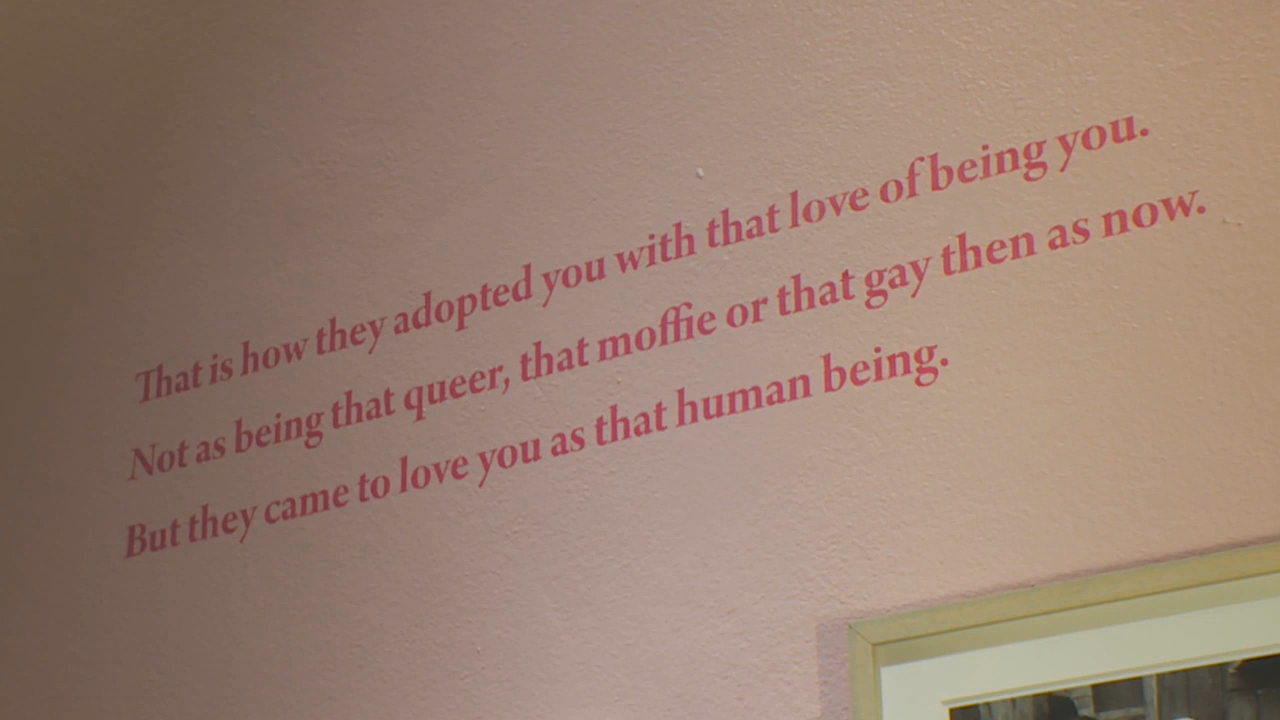 That is how they adopted you with that love of being you.
Not as being that queer, that moffie or that gay then as now.
But they came to love you as that human being.